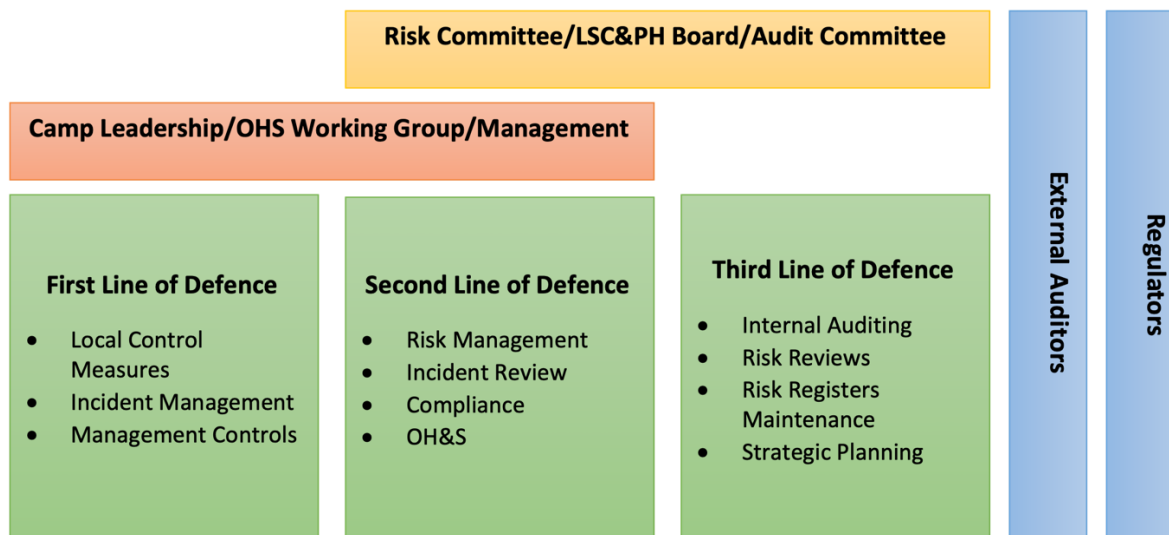 Risk Committee/LSC&PH Board/Audit Committee
Camp Leadership/OHS Working Group/Management
First Line of Defence
• Local Control
Measures
• Incident Management
• Management Controls
Second Line of Defence
• Risk Management
• Incident Review
• Compliance
• OH&S
Third Line of Defence
• Internal Auditing
• Risk Reviews
• Risk Registers
Maintenance
• Strategic Planning
External Auditors
Regulators